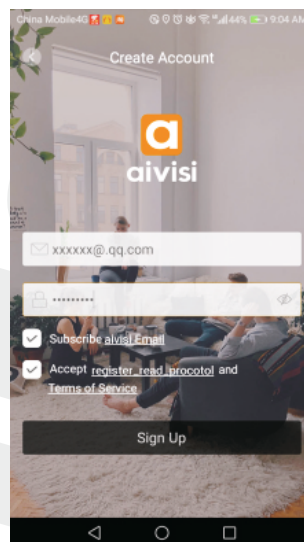 China Mobile4G 44% 9:04 AM
Create Account
a
aivisi
xxxxxx@.qq.com
•••••••••
Subscribe aivisi Email
Accept register_read_procotol and
Terms of Service
Sign Up